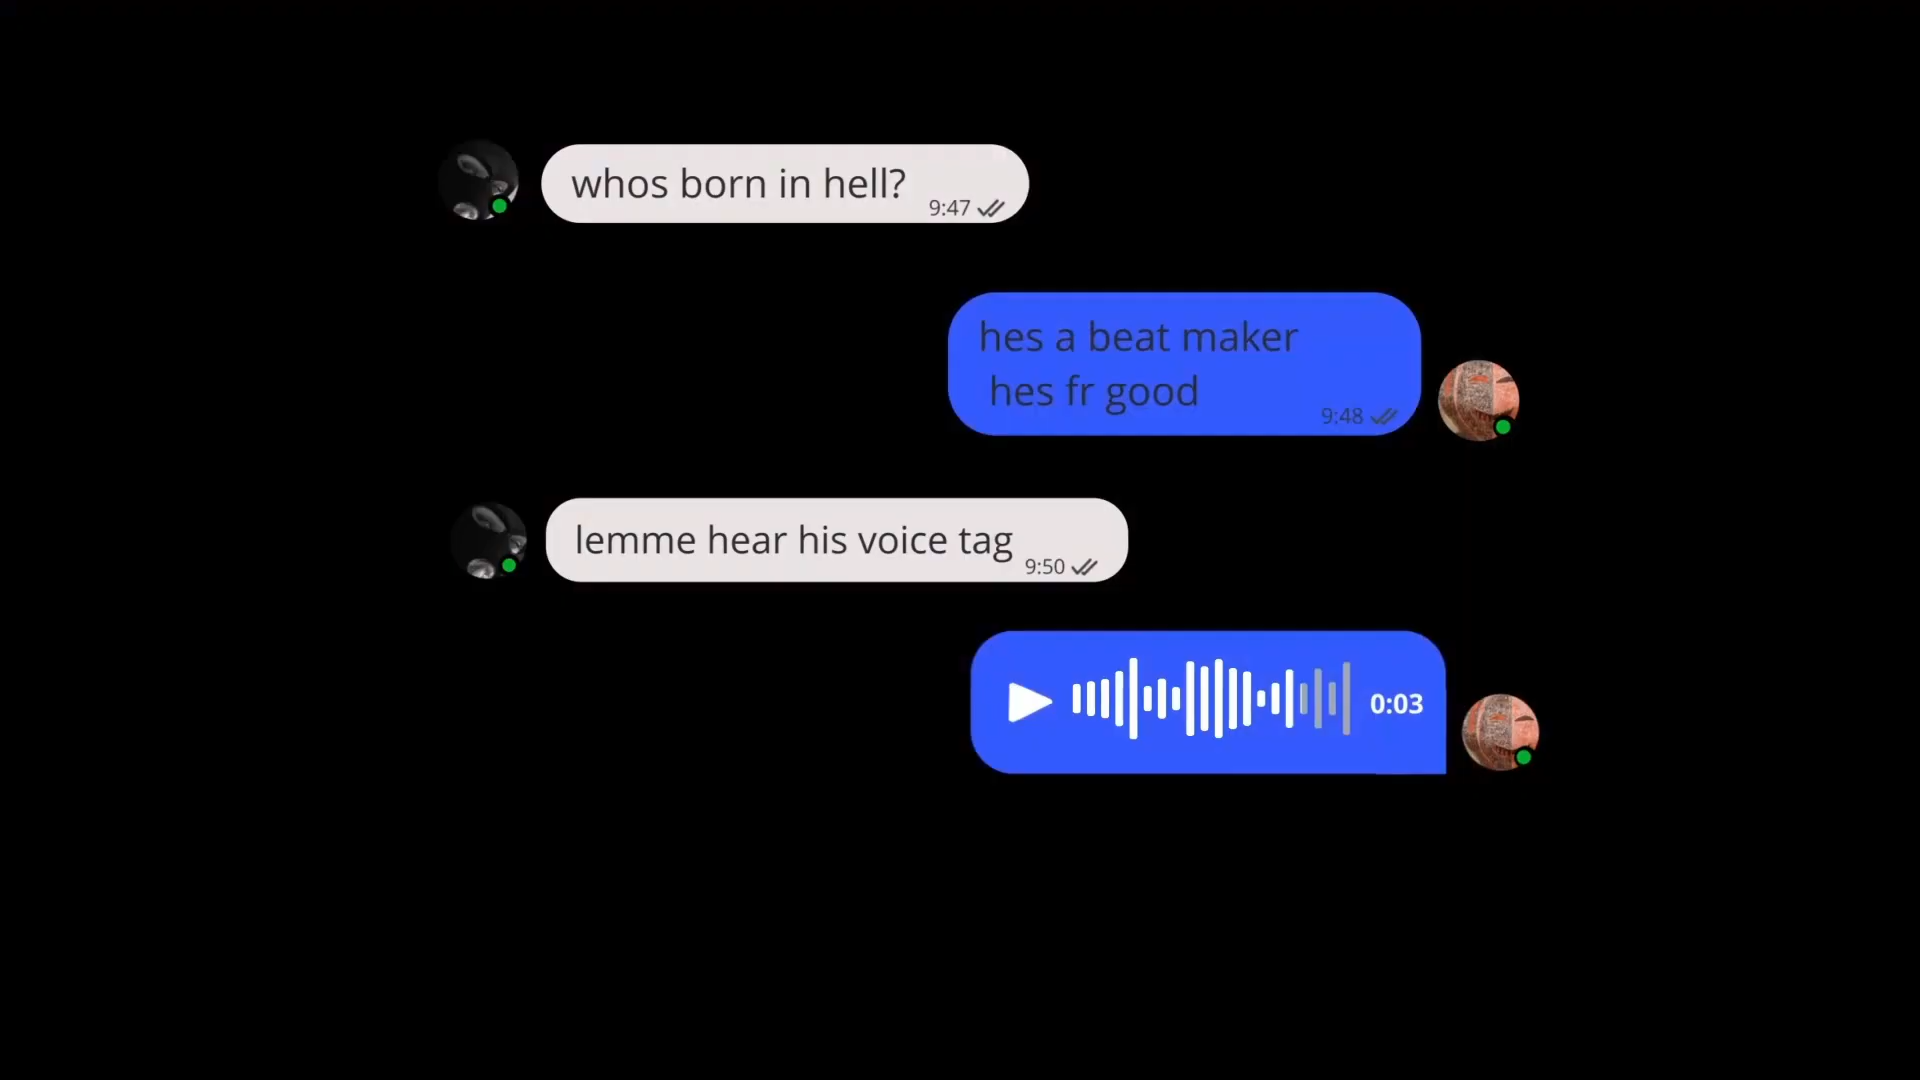 whos born in hell?
9:47
hes a beat maker
hes fr good
9:48
lemme hear his voice tag
9:50
0:03